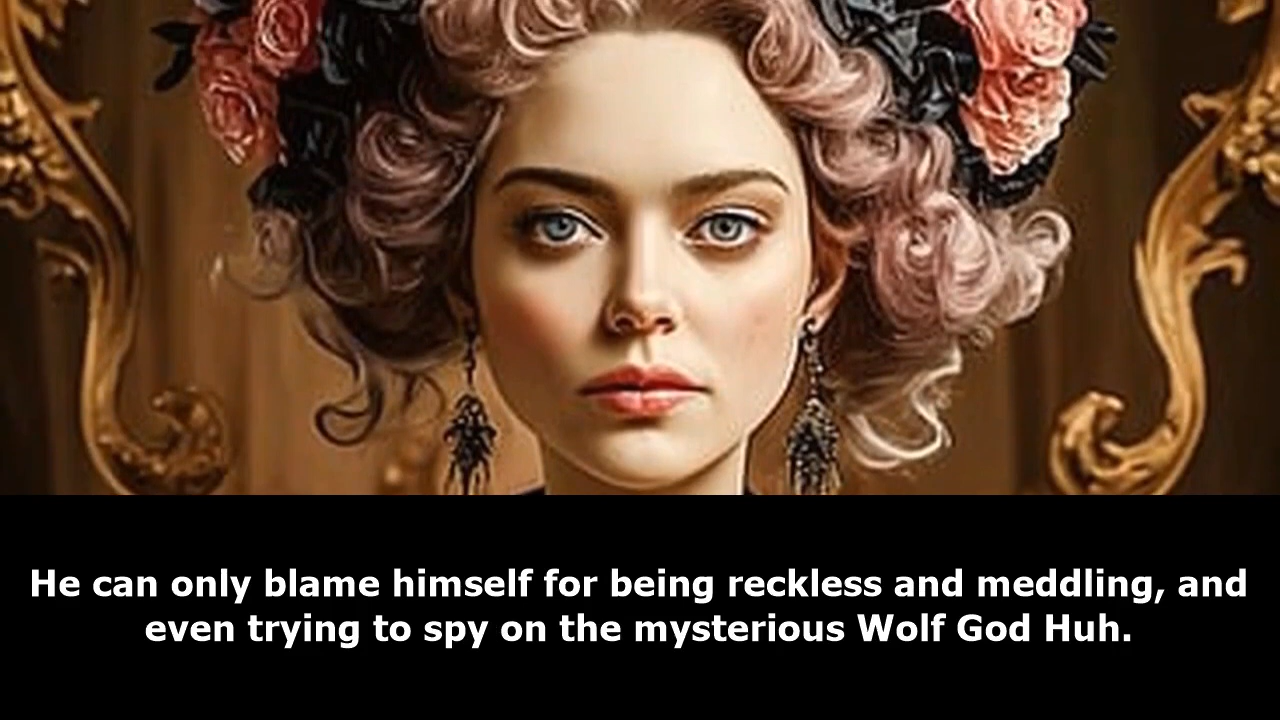 He can only blame himself for being reckless and meddling, and
even trying to spy on the mysterious Wolf God Huh.